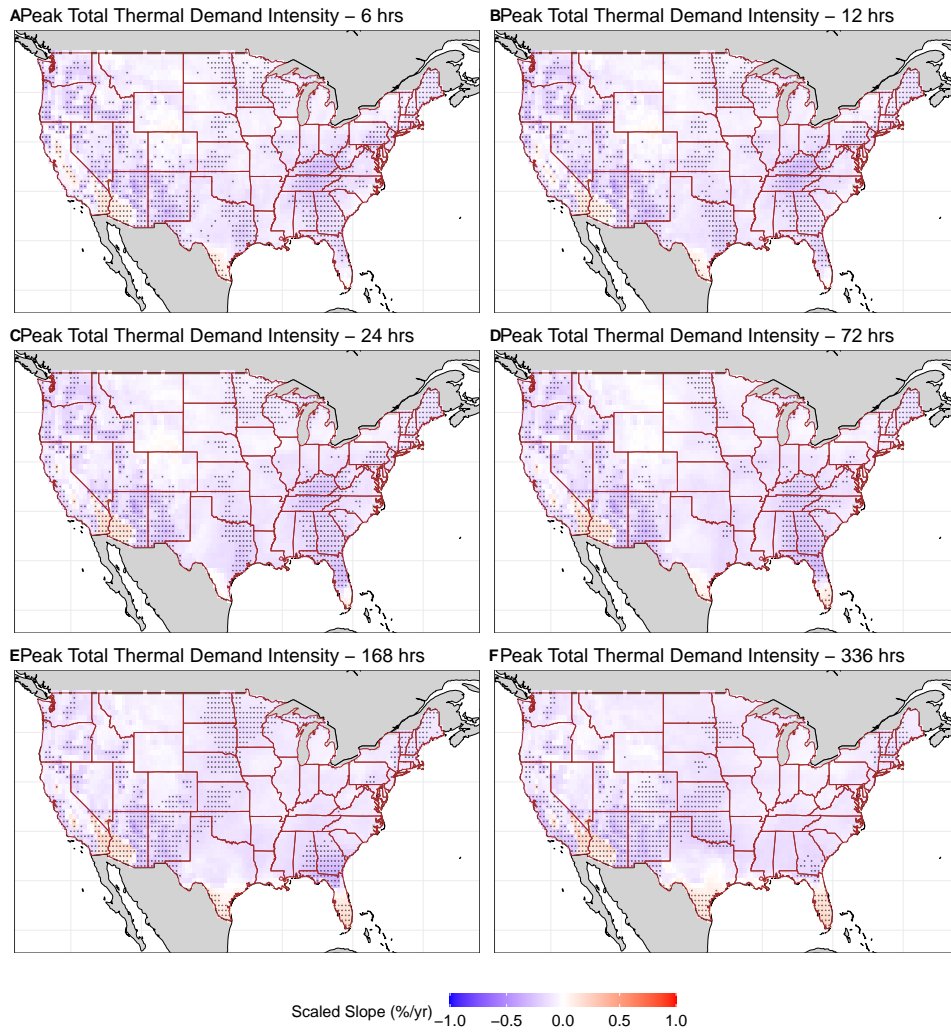 APeak Total Thermal Demand Intensity – 6 hrs
BPeak Total Thermal Demand Intensity – 12 hrs
CPeak Total Thermal Demand Intensity – 24 hrs
DPeak Total Thermal Demand Intensity – 72 hrs
EPeak Total Thermal Demand Intensity – 168 hrs
FPeak Total Thermal Demand Intensity – 336 hrs
Scaled Slope (%/yr)
−1.0 −0.5 0.0 0.5 1.0